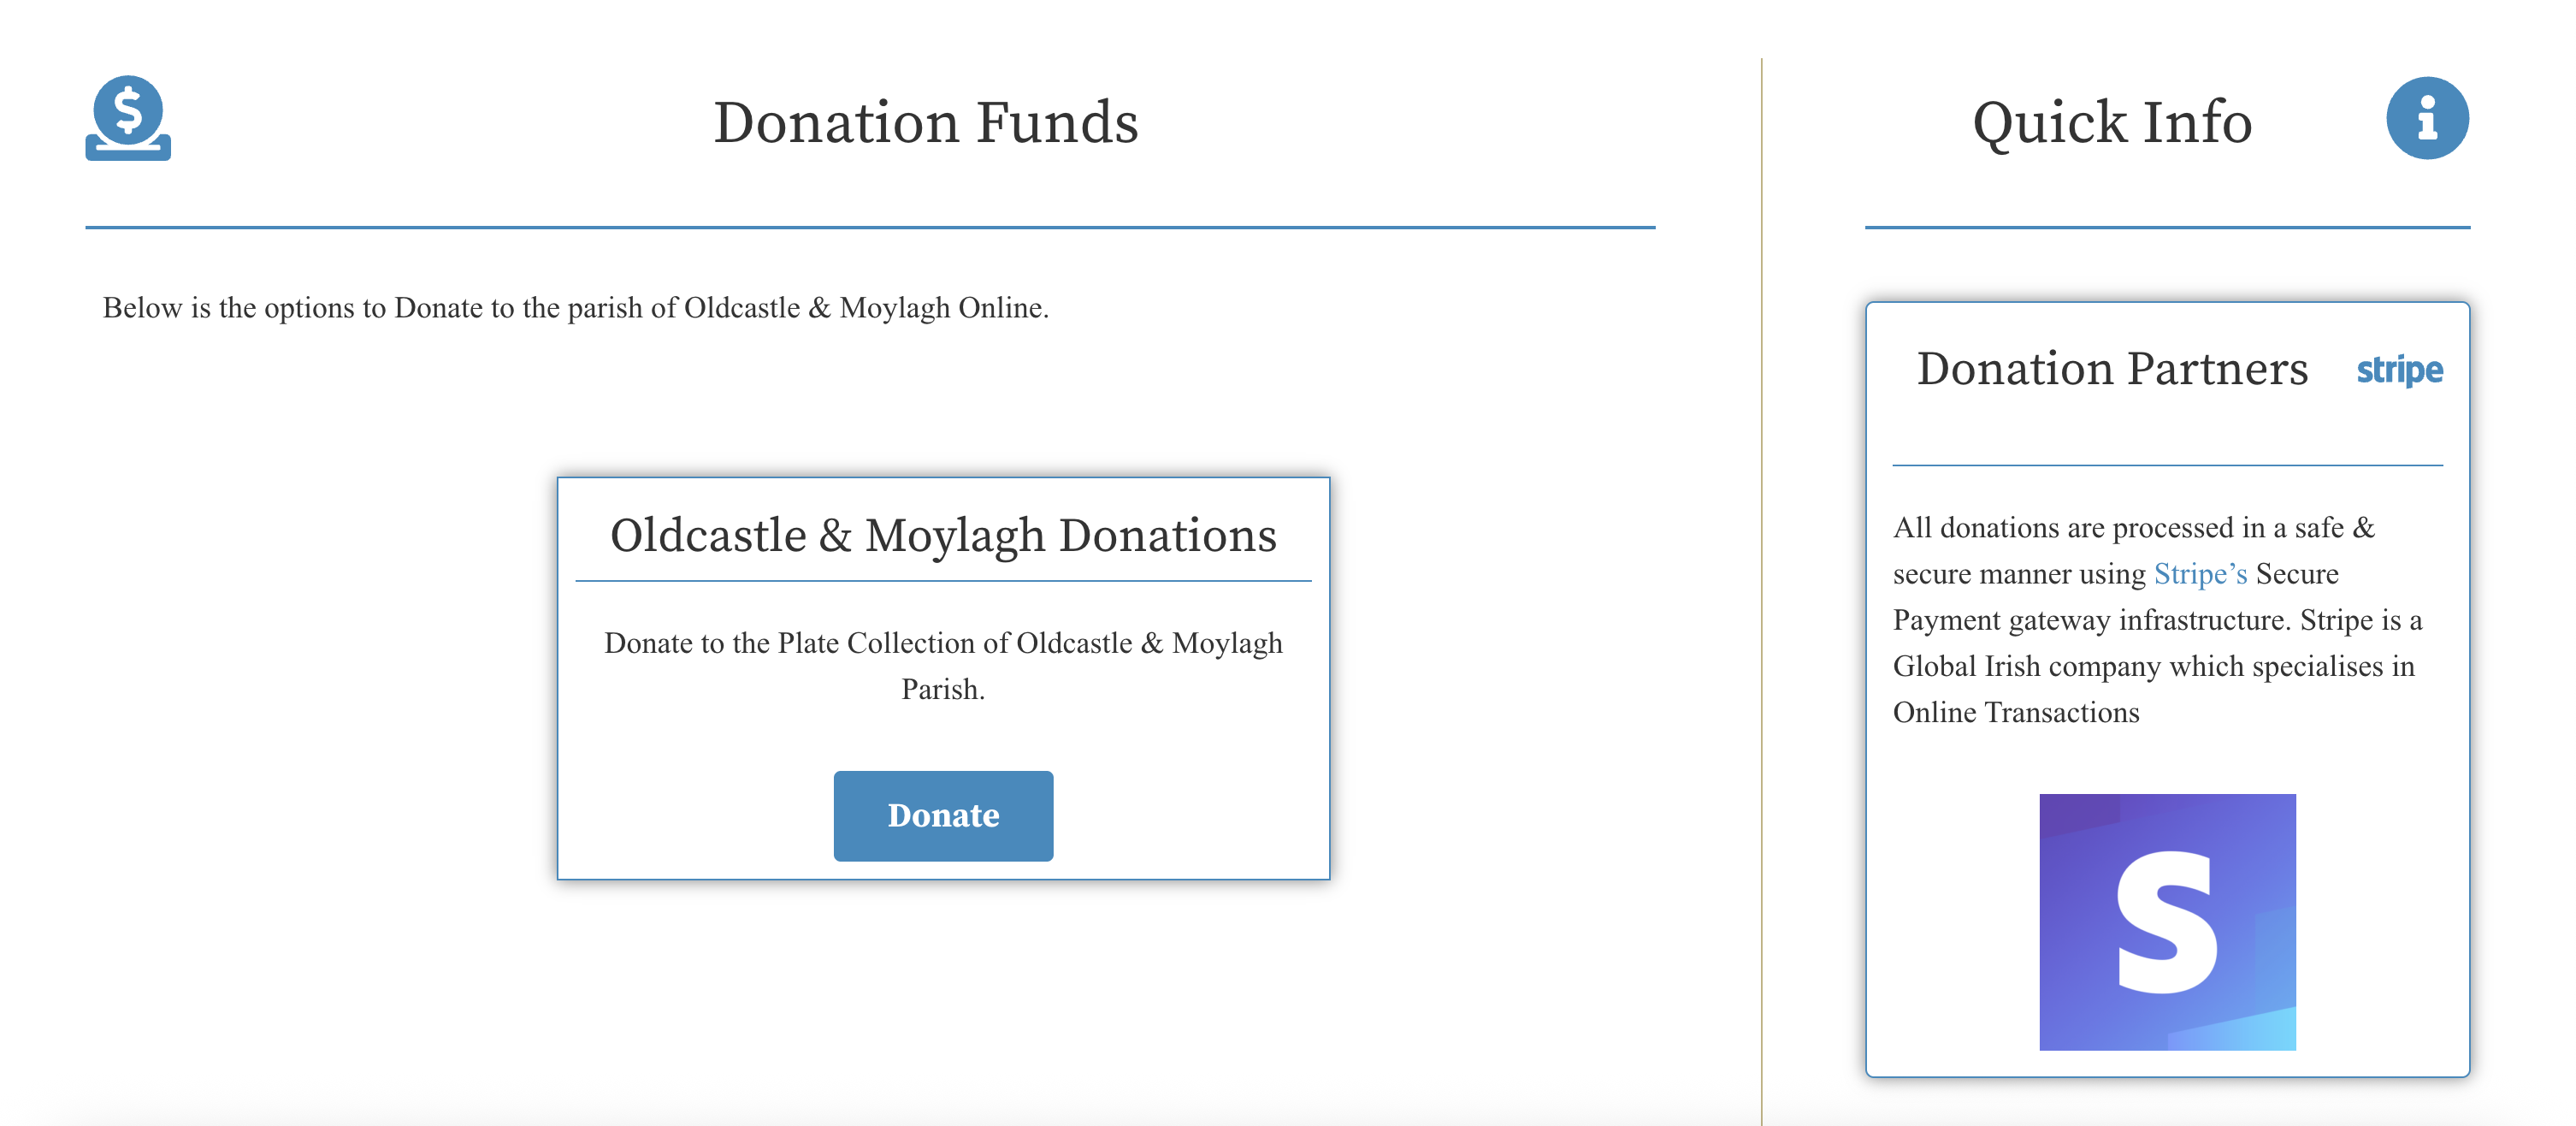 Donation Funds
Below is the options to Donate to the parish of Oldcastle & Moylagh Online.
Oldcastle & Moylagh Donations
Donate to the Plate Collection of Oldcastle & Moylagh
Parish.
Donate
Quick Info
Donation Partners
stripe
All donations are processed in a safe &
secure manner using Stripe’s Secure
Payment gateway infrastructure. Stripe is a
Global Irish company which specialises in
Online Transactions
S